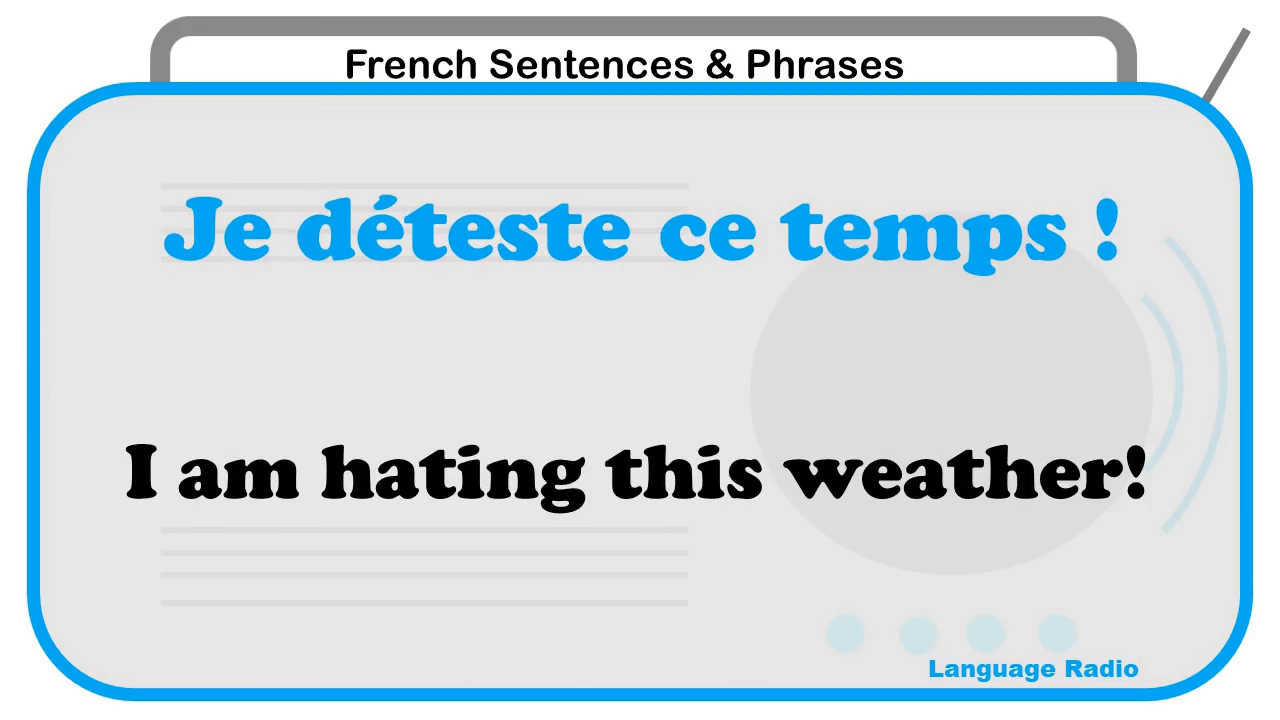 French Sentences & Phrases
Je déteste ce temps !
I am hating this weather!
Language Radio